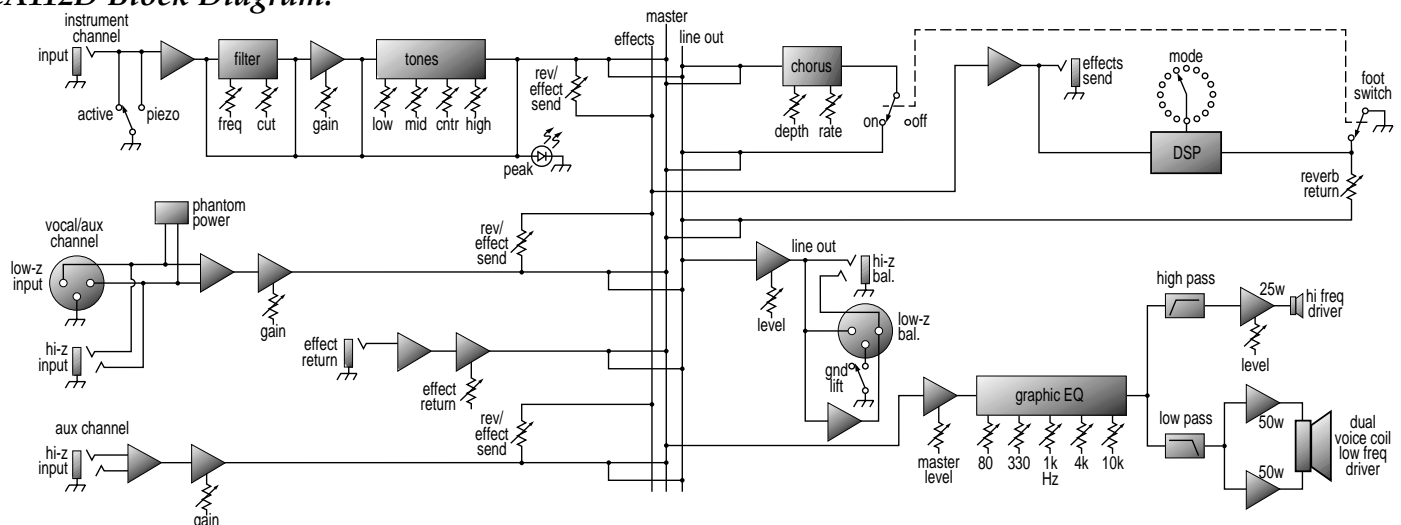 Block Diagram:
master
instrument
channel
effects
line out
input
filter
tones
rev/
effect
send
chorus
effects
send
mode
foot
switch
active
piezo
freq
cut
gain
low
mid
cntr
high
depth
rate
on
off
DSP
peak
reverb
return
phantom
power
vocal/aux
channel
rev/
effect
send
line out
low-z
input
hi-z
bal.
high pass
25w
hi freq
driver
gain
level
low-z
bal.
effect
return
hi-z
input
level
gnd
lift
effect
return
graphic EQ
aux channel
rev/
effect
send
low pass
50w
dual
voice coil
low freq
driver
hi-z
input
master
level
80
330
1k
Hz
4k
10k
50w
gain